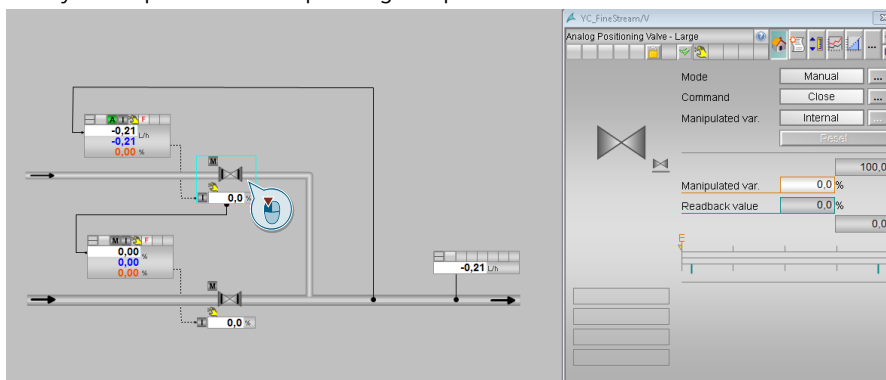 YC_FineStream/V
Analog Positioning Valve - Large
...
Mode Manual ...
Command Close ...
Manipulated var. Internal ...
Reset
100,0
Manipulated var. 0,0 %
Readback value 0,0 %
0,0
E
A I F
-0,21 L/h
-0,21
0,00 %
M
I 0,0 %
M I F
0,00 %
0,00
0,00 %
M
I 0,0 %
-0,21 L/h